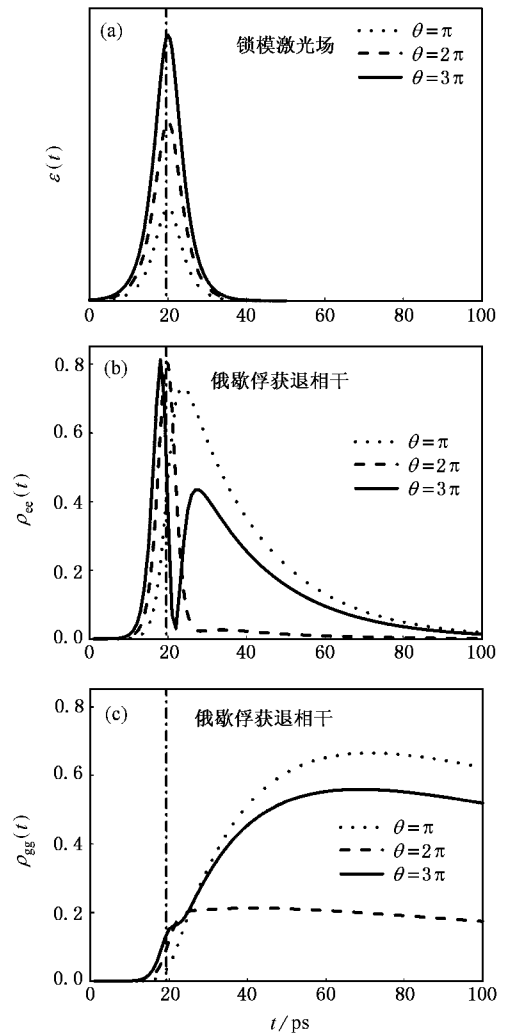 (a)
锁模激光场
θ=π
θ=2π
θ=3π
ε(t)
0 20 40 60 80 100
(b)
俄歇俘获退相干
θ=π
θ=2π
θ=3π
ρee(t)
0.8
0.6
0.4
0.2
0.0
0 20 40 60 80 100
(c)
俄歇俘获退相干
θ=π
θ=2π
θ=3π
ρgg(t)
0.8
0.6
0.4
0.2
0.0
0 20 40 60 80 100
t/ps